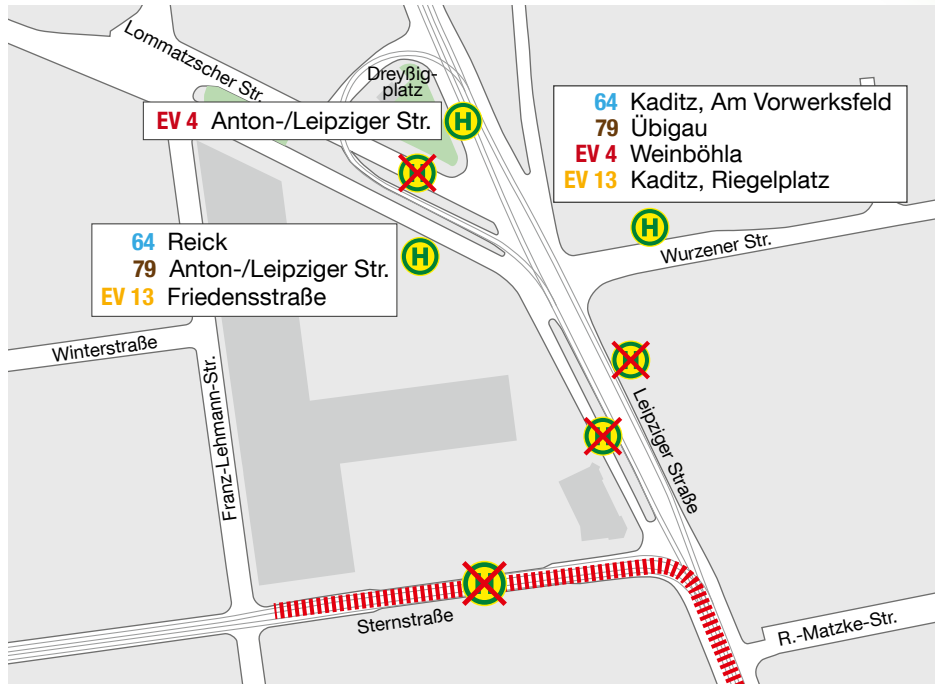 Lommatzscher Str.
Dreyßig-
platz
EV 4 Anton-/Leipziger Str.
H
64 Kaditz, Am Vorwerksfeld
79 Übigau
EV 4 Weinböhla
EV 13 Kaditz, Riegelplatz
H
H
Wurzener Str.
64 Reick
79 Anton-/Leipziger Str.
EV 13 Friedensstraße
H
Winterstraße
Franz-Lehmann-Str.
H
Leipziger Straße
H
H
Sternstraße
R.-Matzke-Str.